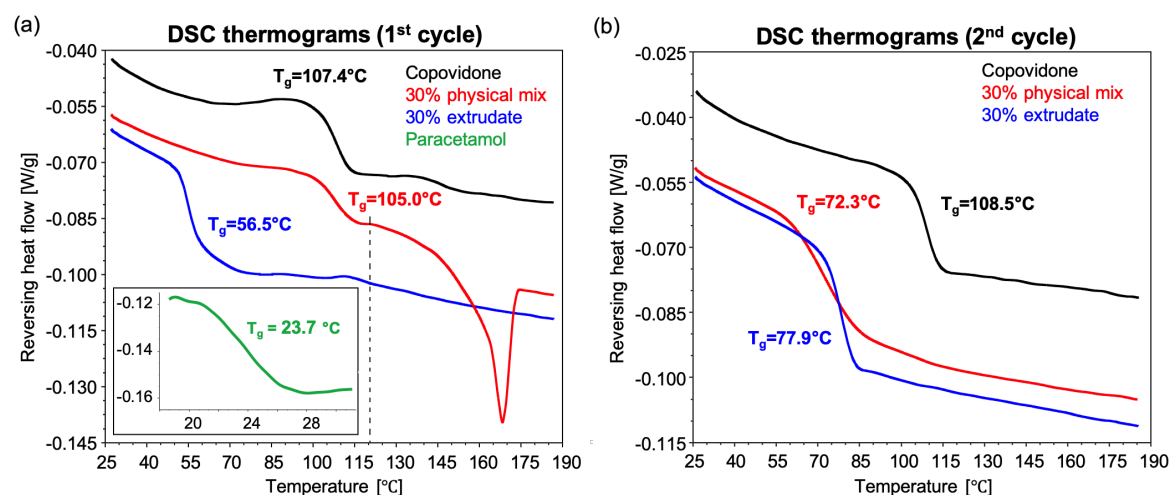 (a)
DSC thermograms (1st cycle)
-0.040
-0.055
-0.070
-0.085
-0.100
-0.115
-0.130
-0.145
Reversing heat flow [W/g]
Tg=107.4°C
Copovidone
30% physical mix
30% extrudate
Paracetamol
Tg=105.0°C
Tg=56.5°C
-0.12
-0.14
-0.16
Tg = 23.7 °C
20 24 28
25 40 55 70 85 100 115 130 145 160 175 190
Temperature [℃]
(b)
DSC thermograms (2nd cycle)
-0.025
-0.040
-0.055
-0.070
-0.085
-0.100
-0.115
Reversing heat flow [W/g]
Copovidone
30% physical mix
30% extrudate
Tg=72.3°C
Tg=108.5°C
Tg=77.9°C
25 40 55 70 85 100 115 130 145 160 175 190
Temperature [℃]